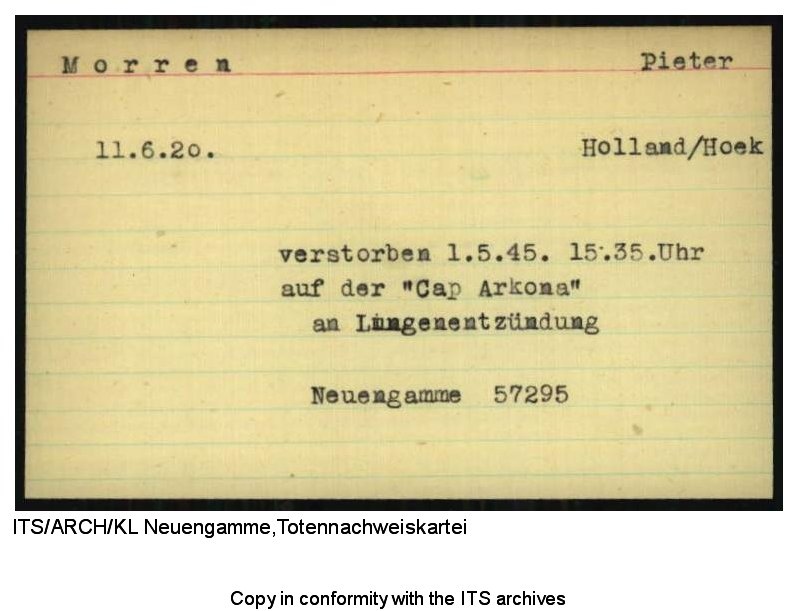 Morren Pieter
11.6.20. Holland/Hoek
verstorben 1.5.45. 15.35.Uhr
auf der "Cap Arkona"
an Lungenentzündung
Neuengamme 57295
ITS/ARCH/KL Neuengamme,Totennachweiskartei
Copy in conformity with the ITS archives